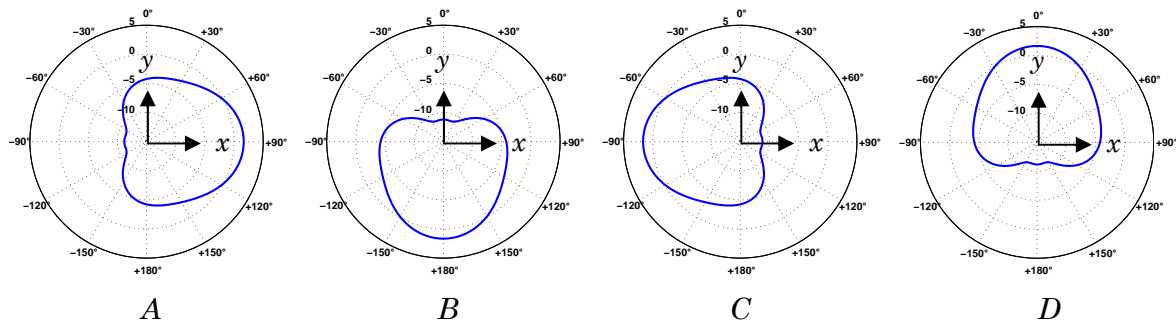 0° 0° 0° 0°
−30° 5 +30° −30° 5 +30° −30° 5 +30° −30° 5 +30°
0 0 0 0
−60° y +60° −60° y +60° −60° y +60° −60° y +60°
−5 −5 −5 −5
−10 −10 −10 −10
−90° x +90° −90° x +90° −90° x +90° −90° x +90°
−120° +120° −120° +120° −120° +120° −120° +120°
−150° +150° −150° +150° −150° +150° −150° +150°
+180° +180° +180° +180°
A B C D